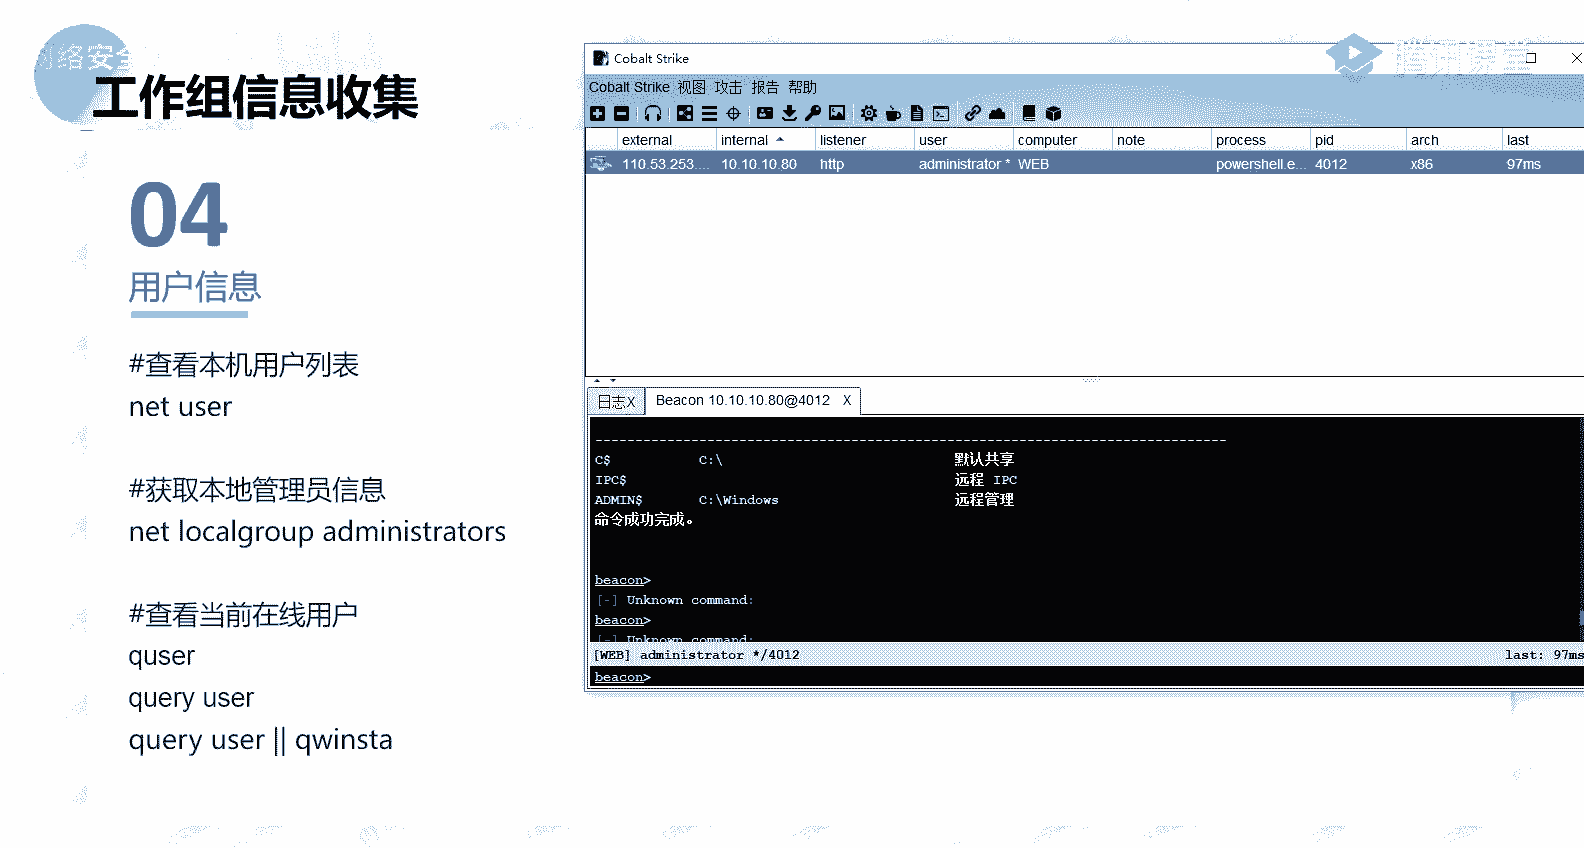 网络安全
工作组信息收集
04
用户信息
#查看本机用户列表
net user
#获取本地管理员信息
net localgroup administrators
#查看当前在线用户
quser
query user
query user || qwinsta
腾讯课堂
Cobalt Strike
Cobalt Strike 视图 攻击 报告 帮助
external internal listener user computer note process pid arch last
110.53.253.... 10.10.10.80 http administrator * WEB powershell.e... 4012 x86 97ms
日志X Beacon 10.10.10.80@4012 X
-------------------------------------------------------------------------------
C$ C:\ 默认共享
IPC$ 远程 IPC
ADMIN$ C:\Windows 远程管理
命令成功完成。
beacon>
[-] Unknown command:
beacon>
[-] Unknown command:
[WEB] administrator */4012 last: 97ms
beacon>